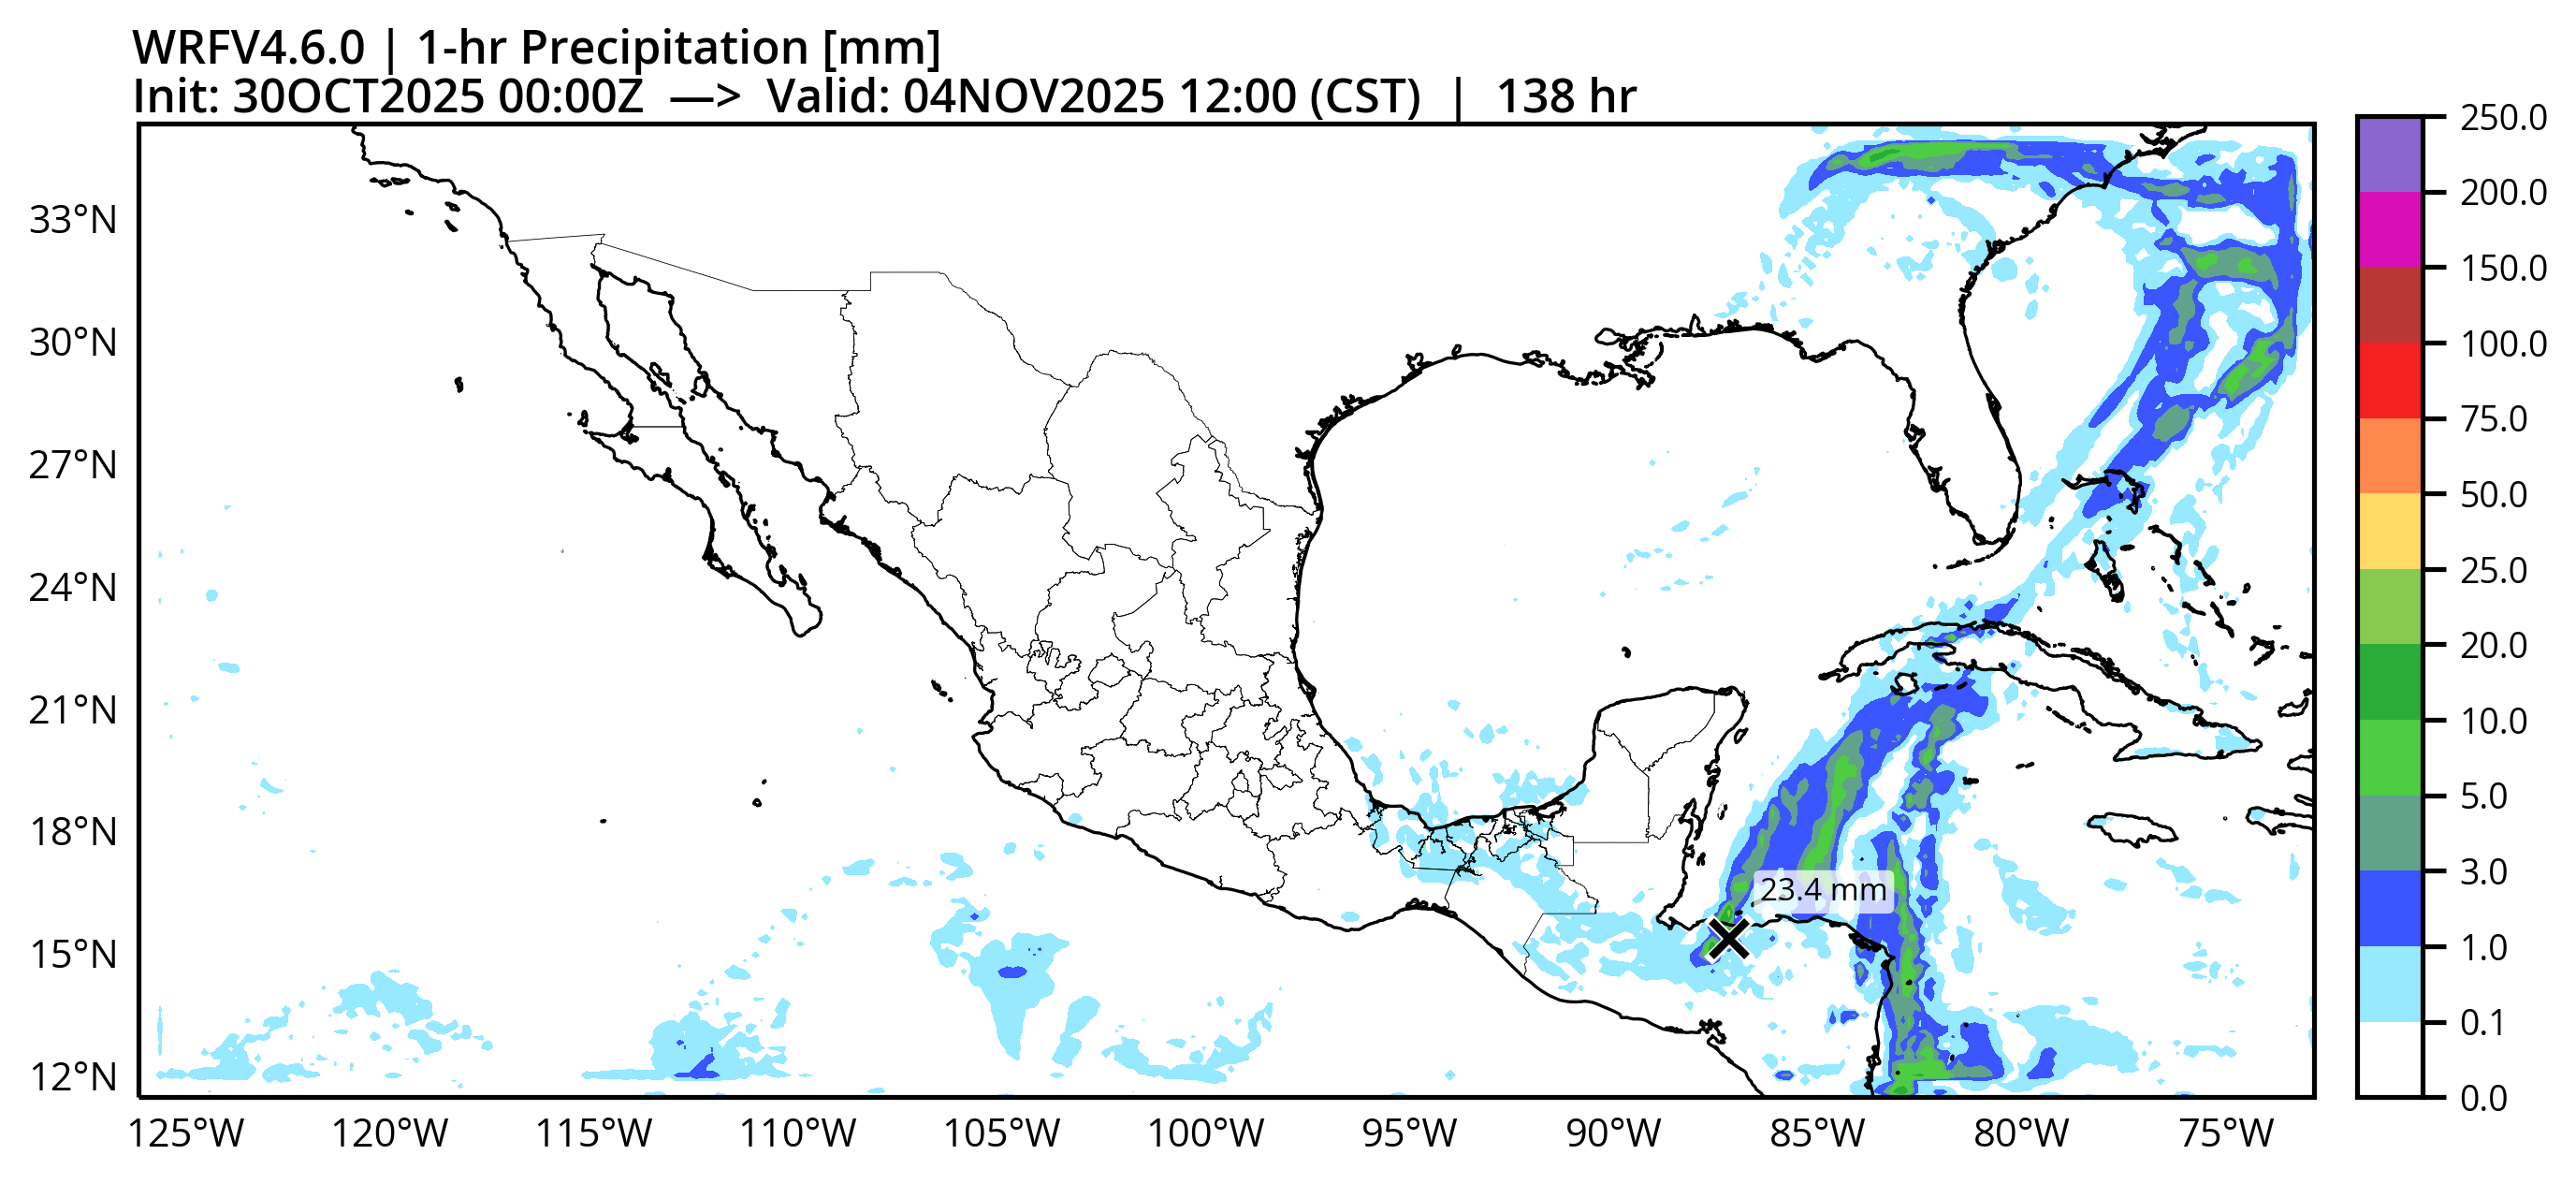 WRFV4.6.0 | 1-hr Precipitation [mm]
Init: 30OCT2025 00:00Z —> Valid: 04NOV2025 12:00 (CST) | 138 hr
33°N
30°N
27°N
24°N
21°N
18°N
15°N
12°N
125°W 120°W 115°W 110°W 105°W 100°W 95°W 90°W 85°W 80°W 75°W
23.4 mm
250.0
200.0
150.0
100.0
75.0
50.0
25.0
20.0
10.0
5.0
3.0
1.0
0.1
0.0